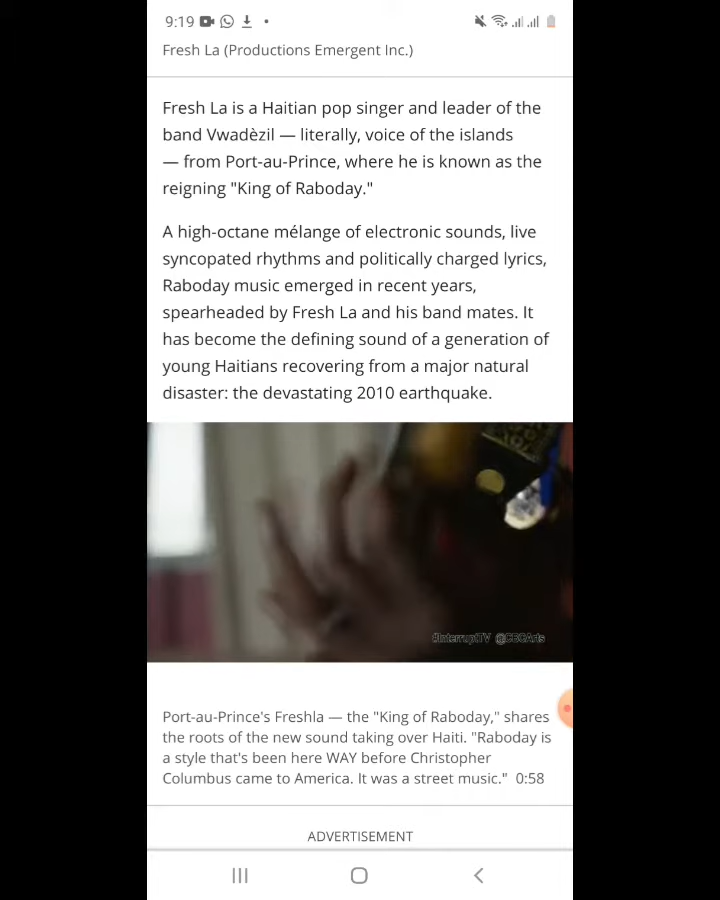 9:19
Fresh La (Productions Emergent Inc.)
Fresh La is a Haitian pop singer and leader of the
band Vwadèzil — literally, voice of the islands
— from Port-au-Prince, where he is known as the
reigning "King of Raboday."
A high-octane mélange of electronic sounds, live
syncopated rhythms and politically charged lyrics,
Raboday music emerged in recent years,
spearheaded by Fresh La and his band mates. It
has become the defining sound of a generation of
young Haitians recovering from a major natural
disaster: the devastating 2010 earthquake.
#InterruptTV @CBCArts
Port-au-Prince's Freshla — the "King of Raboday," shares
the roots of the new sound taking over Haiti. "Raboday is
a style that's been here WAY before Christopher
Columbus came to America. It was a street music." 0:58
ADVERTISEMENT